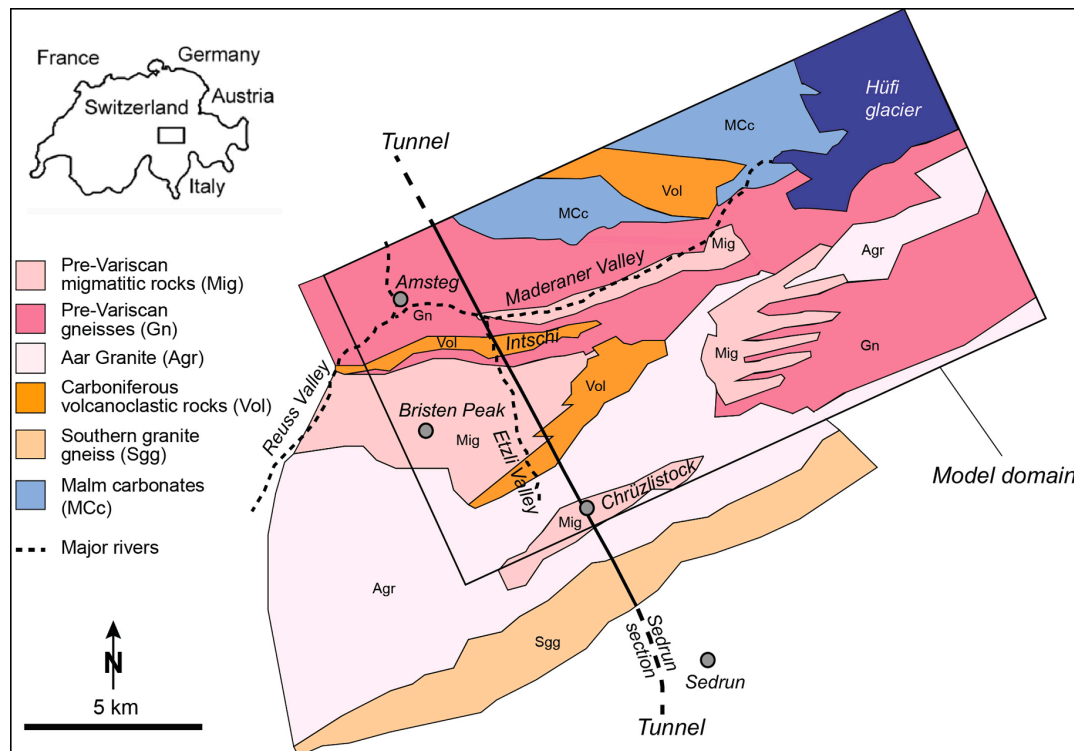 France
Germany
Switzerland
Austria
Italy
Tunnel
Hüfi
glacier
MCc
Vol
MCc
Mig
Agr
Pre-Variscan
migmatitic rocks (Mig)
Pre-Variscan
gneisses (Gn)
Aar Granite (Agr)
Carboniferous
volcanoclastic rocks (Vol)
Southern granite
gneiss (Sgg)
Malm carbonates
(MCc)
Major rivers
Amsteg
Gn
Maderaner Valley
Vol
Intschi
Reuss Valley
Bristen Peak
Mig
Etzli Valley
Vol
Mig
Gn
Chrüzlistock
Mig
Model domain
Agr
Sgg
Sedrun
section
Sedrun
Tunnel
N
5 km